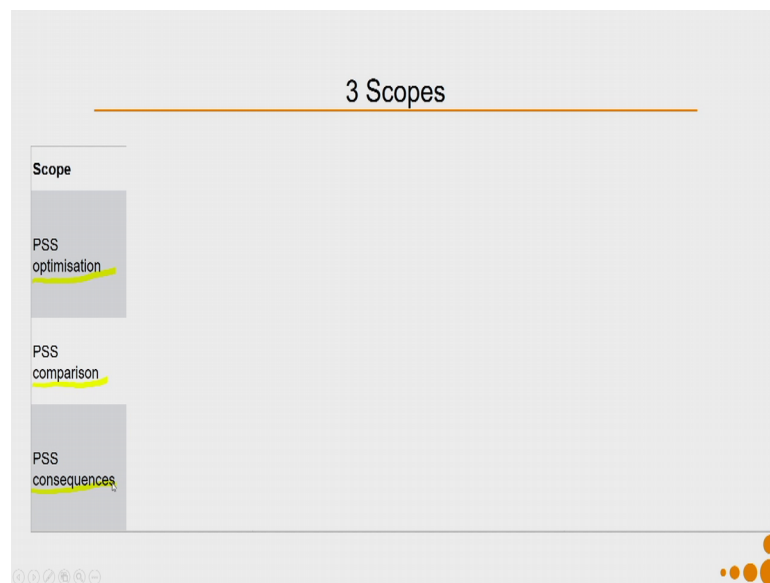 3 Scopes
Scope
PSS
optimisation
PSS
comparison
PSS
consequences